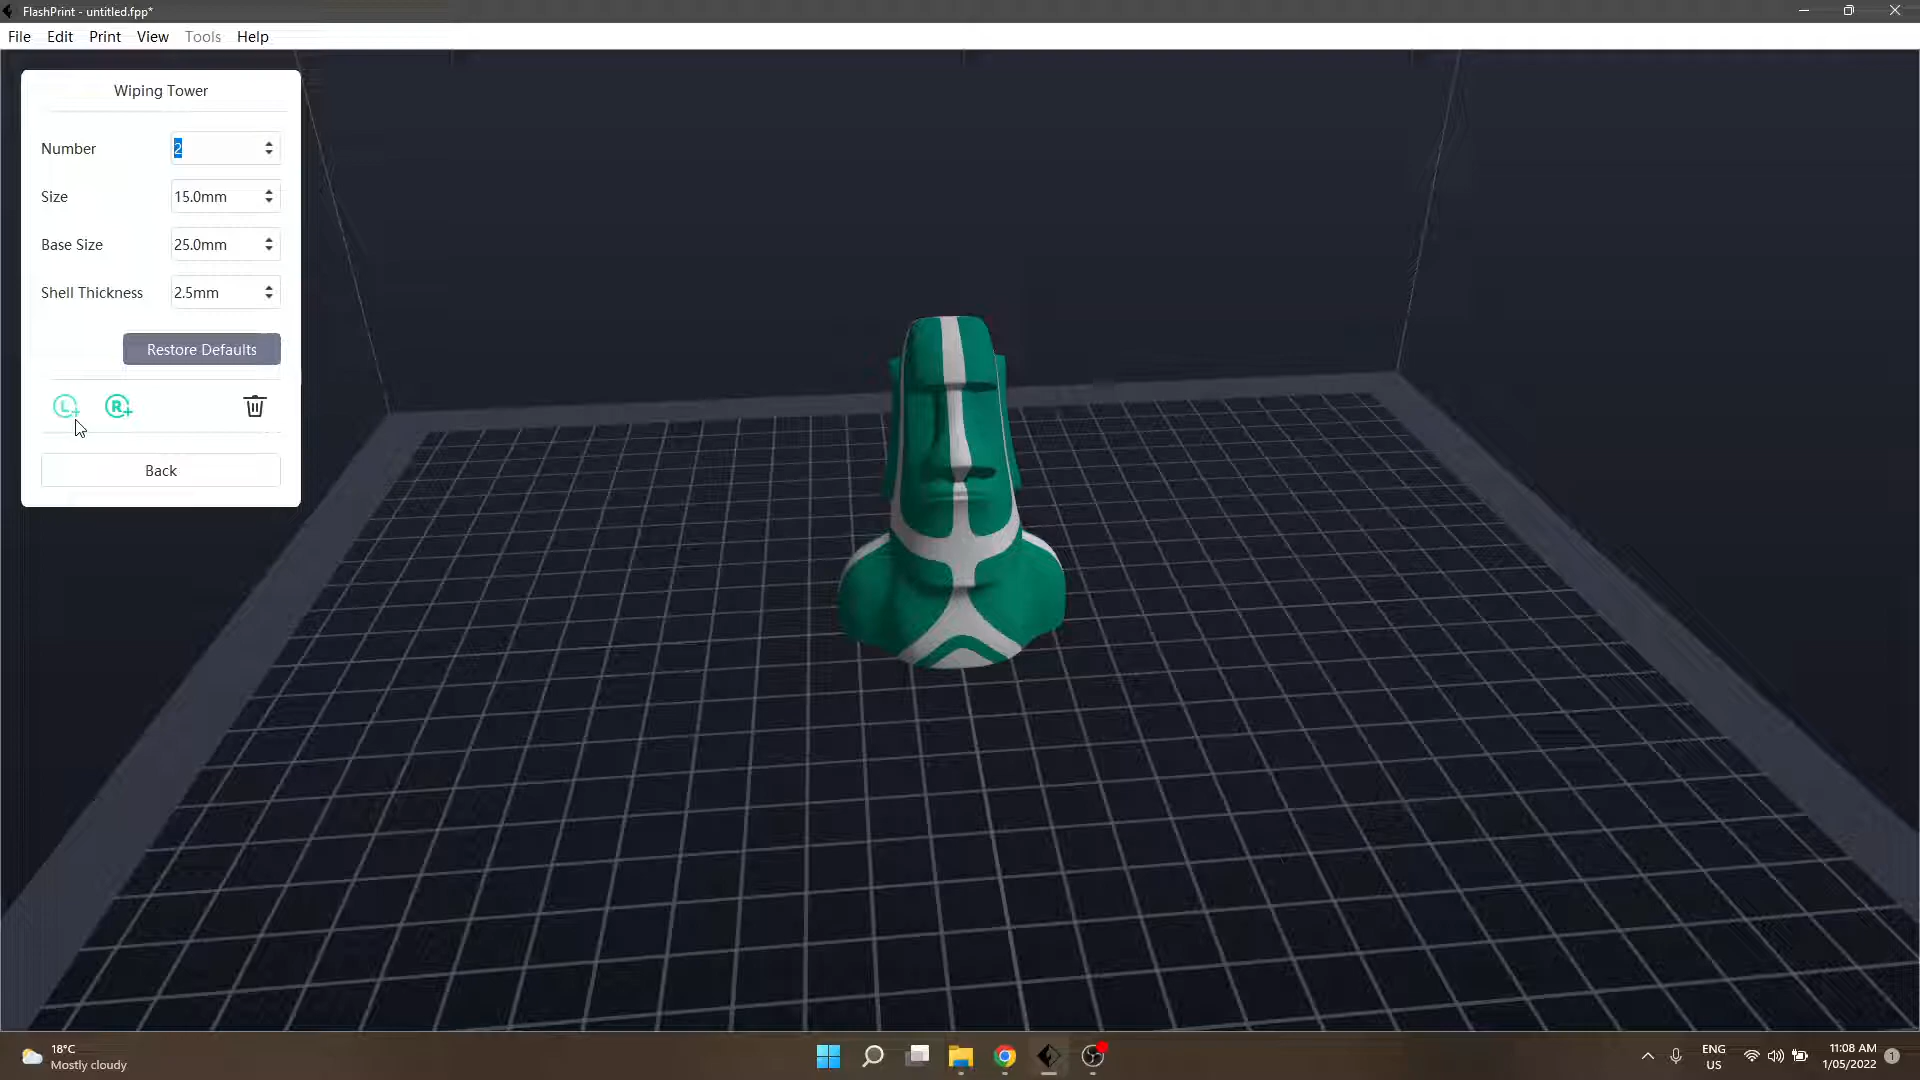 FlashPrint - untitled.fpp*
File Edit Print View Tools Help
Wiping Tower
Number 2
Size 15.0mm
Base Size 25.0mm
Shell Thickness 2.5mm
Restore Defaults
L+ R+
Back
18°C
Mostly cloudy
ENG
US
11:08 AM
1/05/2022
1